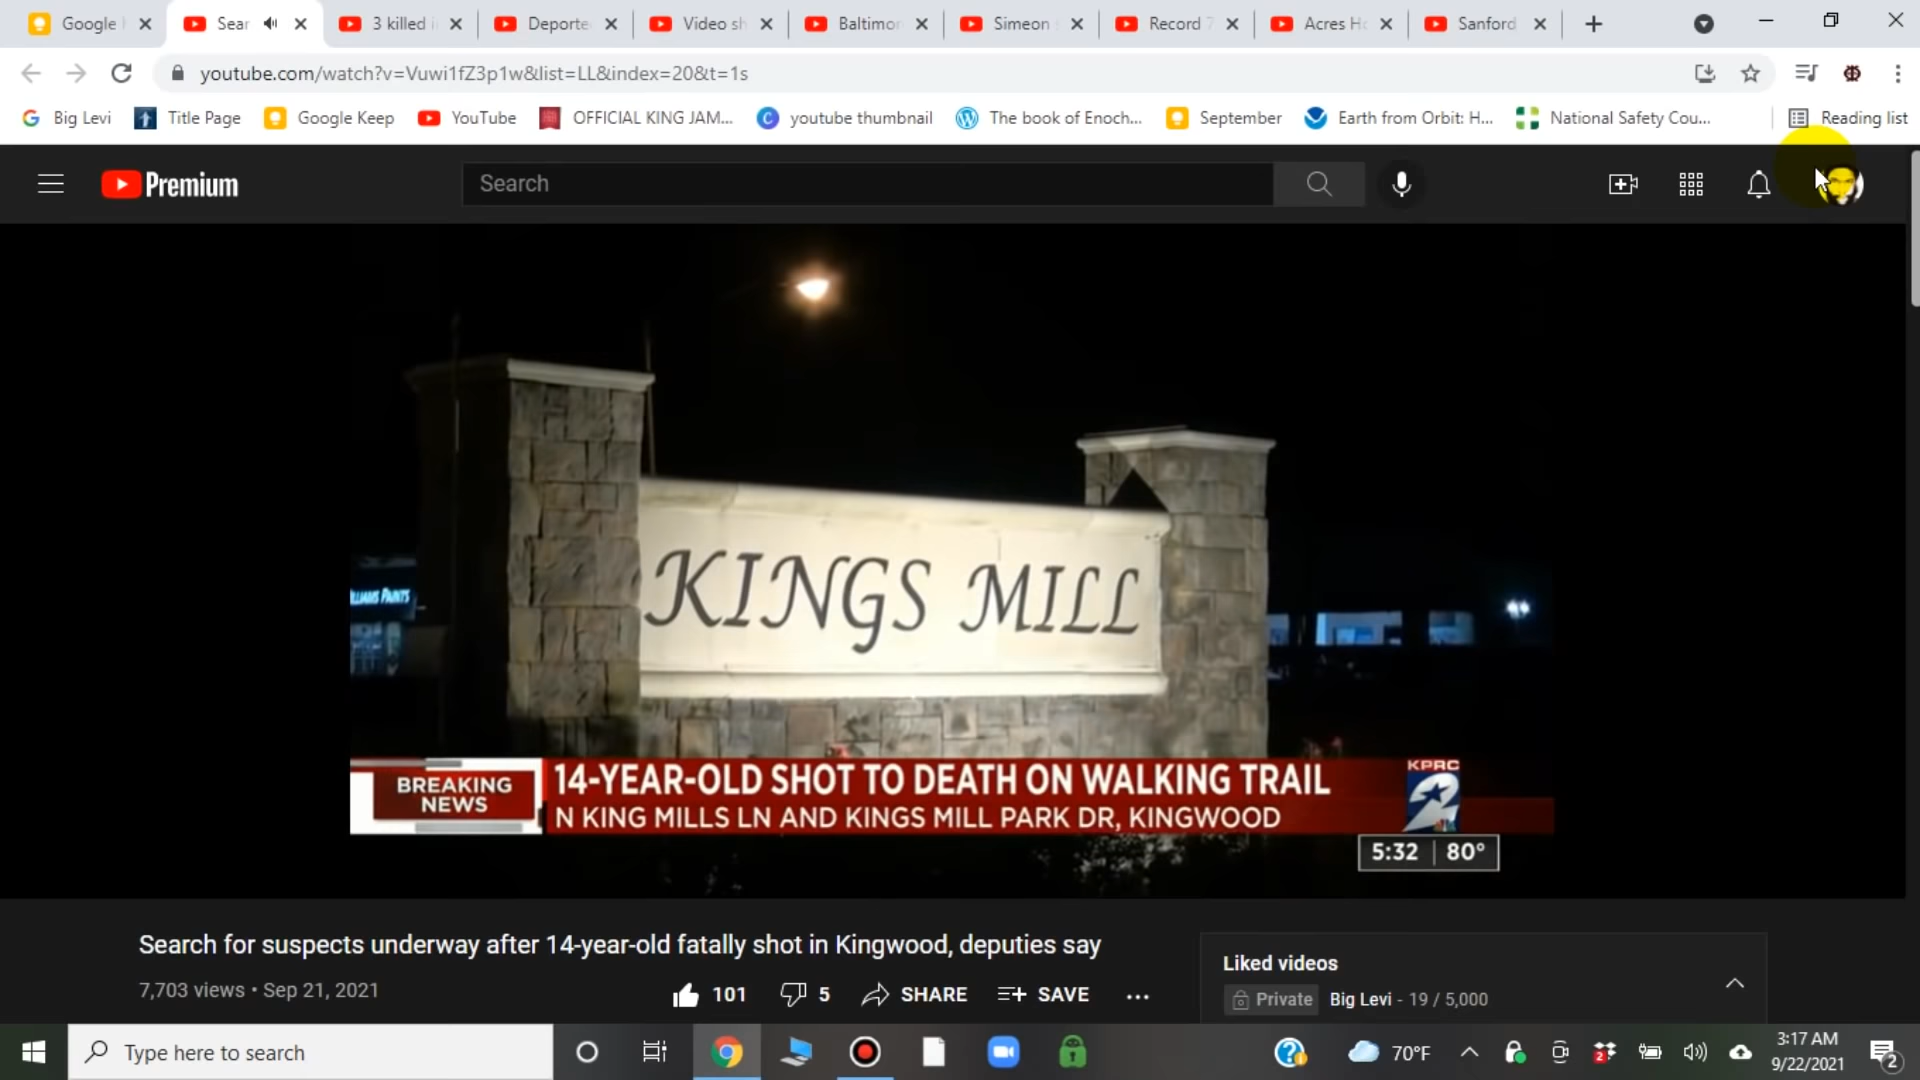 Google
Sear
3 killed i
Deporte
Video sh
Baltimor
Simeon
Record 7
Acres Ho
Sanford
youtube.com/watch?v=Vuwi1fZ3p1w&list=LL&index=20&t=1s
Big Levi
Title Page
Google Keep
YouTube
OFFICIAL KING JAM...
youtube thumbnail
The book of Enoch...
September
Earth from Orbit: H...
National Safety Cou...
Reading list
Premium
Search
LLIAMS PAINTS
KINGS MILL
BREAKING
NEWS
14-YEAR-OLD SHOT TO DEATH ON WALKING TRAIL
N KING MILLS LN AND KINGS MILL PARK DR, KINGWOOD
KPRC
2
5:32 80°
Search for suspects underway after 14-year-old fatally shot in Kingwood, deputies say
7,703 views • Sep 21, 2021
101
5
SHARE
SAVE
Liked videos
Private Big Levi - 19 / 5,000
Type here to search
70°F
3:17 AM
9/22/2021
2
2